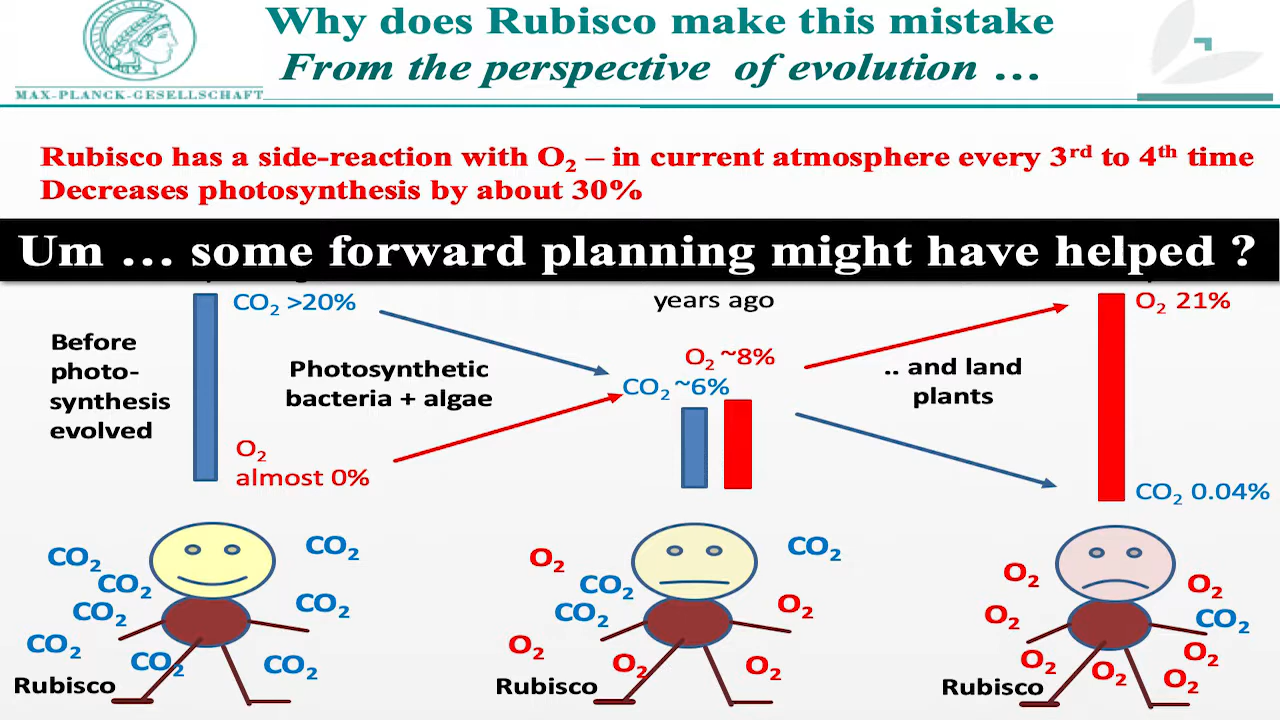 Why does Rubisco make this mistake
From the perspective of evolution …
MAX-PLANCK-GESELLSCHAFT
Rubisco has a side-reaction with O₂ – in current atmosphere every 3rd to 4th time
Decreases photosynthesis by about 30%
Um … some forward planning might have helped ?
CO₂ >20%
years ago
O₂ 21%
Before
photo-
synthesis
evolved
Photosynthetic
bacteria + algae
O₂ ~8%
CO₂ ~6%
.. and land
plants
O₂
almost 0%
CO₂ 0.04%
CO₂
CO₂
CO₂
CO₂
CO₂
CO₂
CO₂
CO₂
Rubisco
O₂
CO₂
CO₂
CO₂
O₂
O₂
O₂
O₂
Rubisco
O₂
O₂
O₂
CO₂
O₂
O₂
O₂
O₂
Rubisco